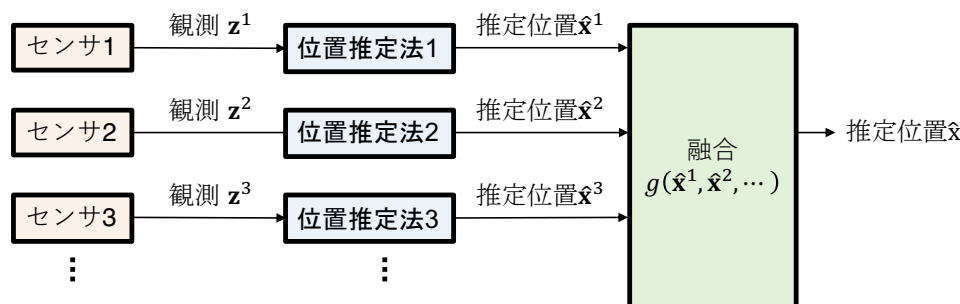 センサ1
観測 𝐳¹
位置推定法1
推定位置𝐱̂¹
センサ2
観測 𝐳²
位置推定法2
推定位置𝐱̂²
センサ3
観測 𝐳³
位置推定法3
推定位置𝐱̂³
⋮
⋮
融合
𝑔(𝐱̂¹, 𝐱̂², ⋯ )
推定位置x̂